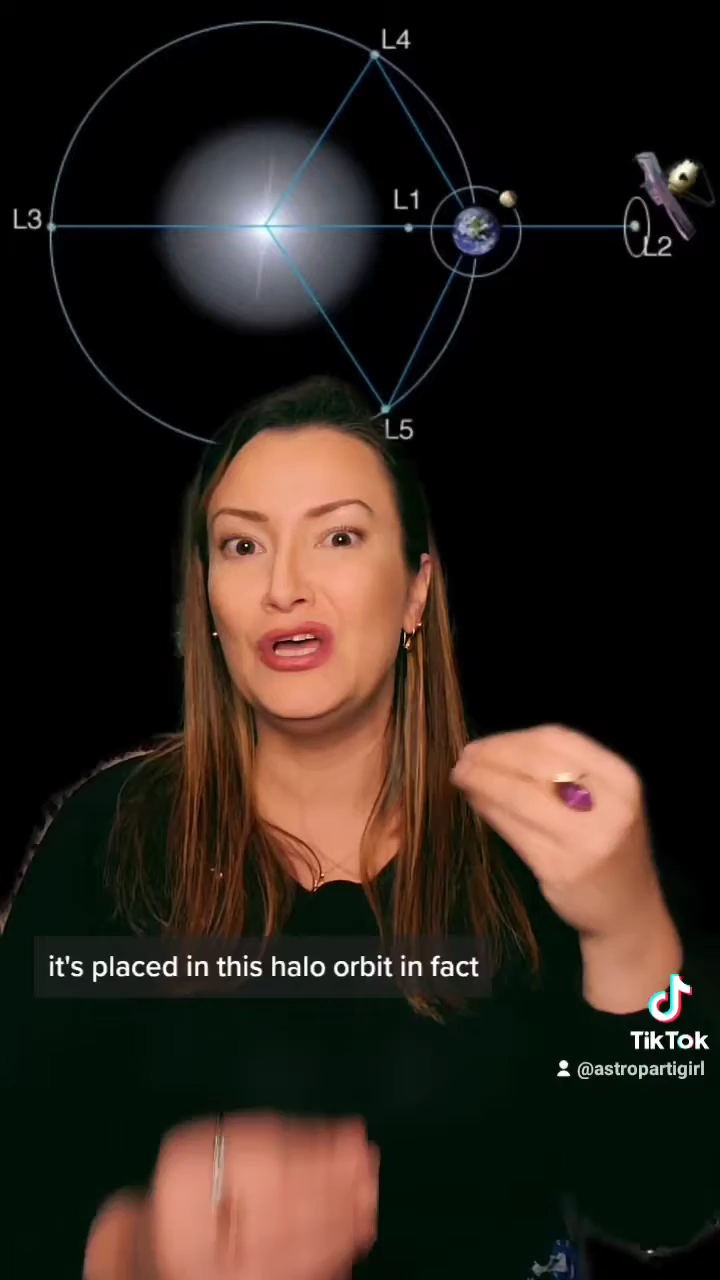 L4
L3
L1
L2
L5
it's placed in this halo orbit in fact
TikTok
@astropartigirl